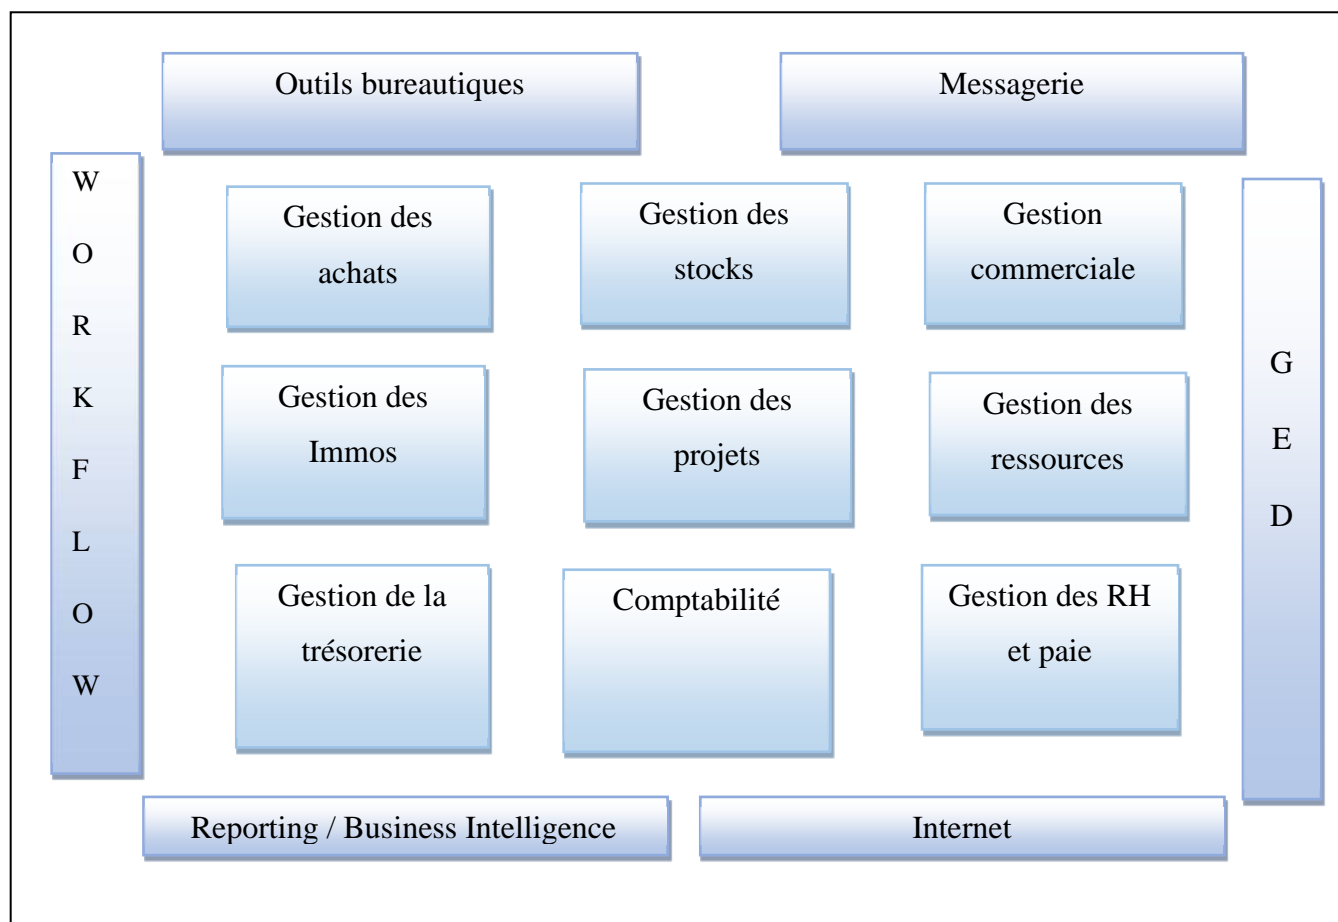 Outils bureautiques
Messagerie
W
O
R
K
F
L
O
W
Gestion des
achats
Gestion des
stocks
Gestion
commerciale
G
E
D
Gestion des
Immos
Gestion des
projets
Gestion des
ressources
Gestion de la
trésorerie
Comptabilité
Gestion des RH
et paie
Reporting / Business Intelligence
Internet